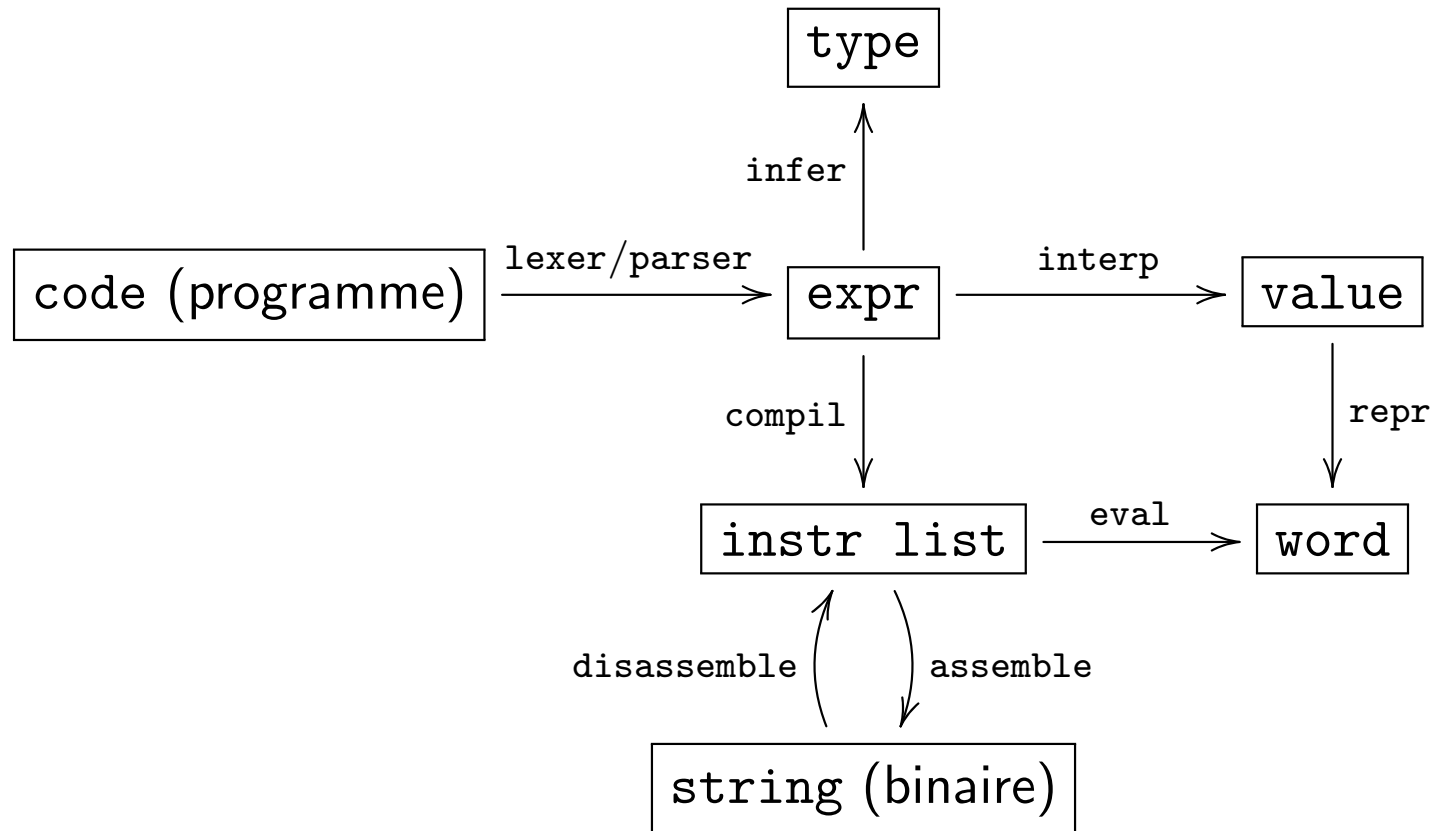 type
infer
code (programme)
lexer/parser
expr
interp
value
compil
repr
instr list
eval
word
disassemble
assemble
string (binaire)